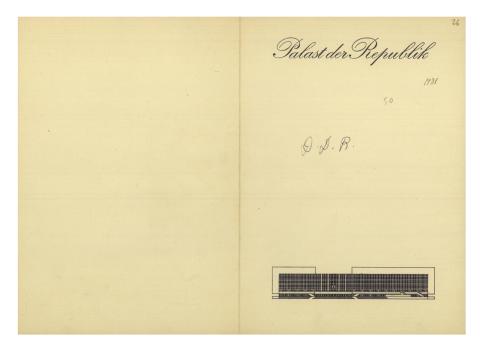 26
Palast der Republik
50
D. D. R.